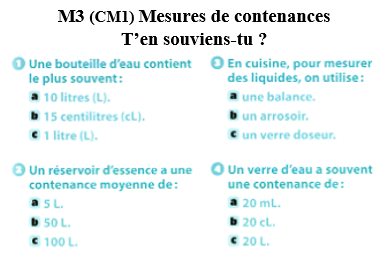 M3 (CM1) Mesures de contenances
T'en souviens-tu ?
1 Une bouteille d'eau contient
le plus souvent :
a 10 litres (L).
b 15 centilitres (cL).
c 1 litre (L).
2 En cuisine, pour mesurer
des liquides, on utilise :
a une balance.
b un arrosoir.
c un verre doseur.
3 Un réservoir d'essence a une
contenance moyenne de :
a 5 L.
b 50 L.
c 100 L.
4 Un verre d'eau a souvent
une contenance de :
a 20 mL.
b 20 cL.
c 20 L.